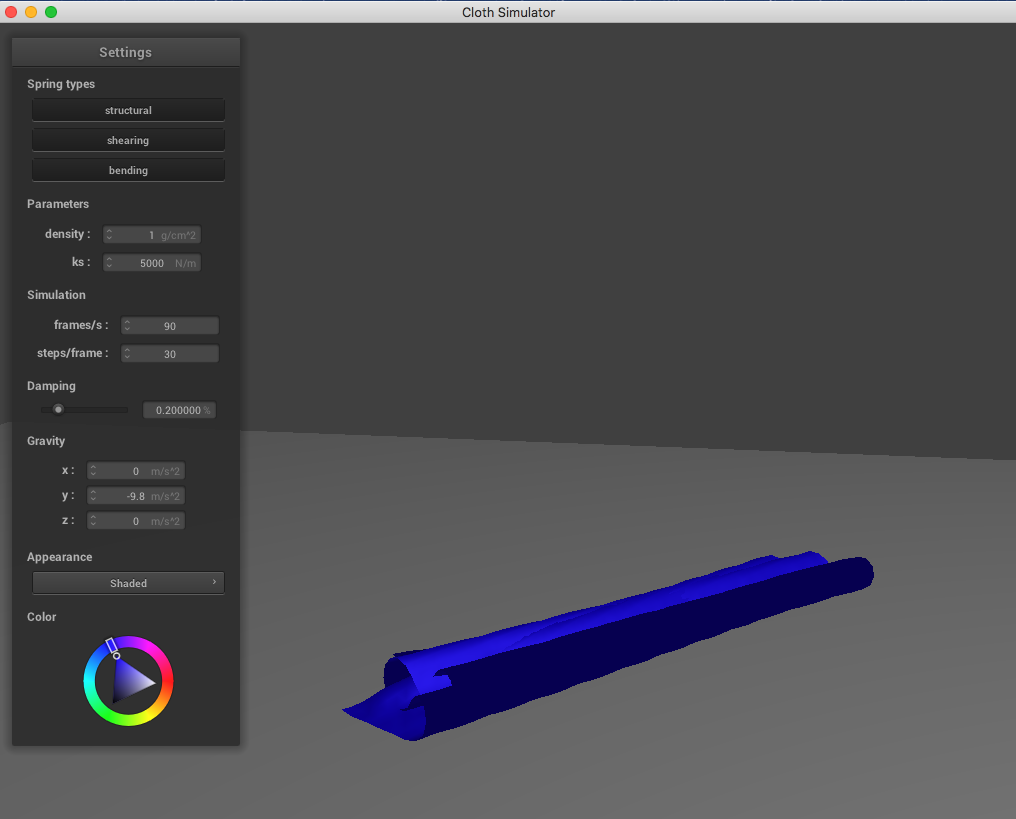 Cloth Simulator
Settings
Spring types
structural
shearing
bending
Parameters
density : 1 g/cm^2
ks : 5000 N/m
Simulation
frames/s : 90
steps/frame : 30
Damping
0.200000 %
Gravity
x : 0 m/s^2
y : -9.8 m/s^2
z : 0 m/s^2
Appearance
Shaded
Color